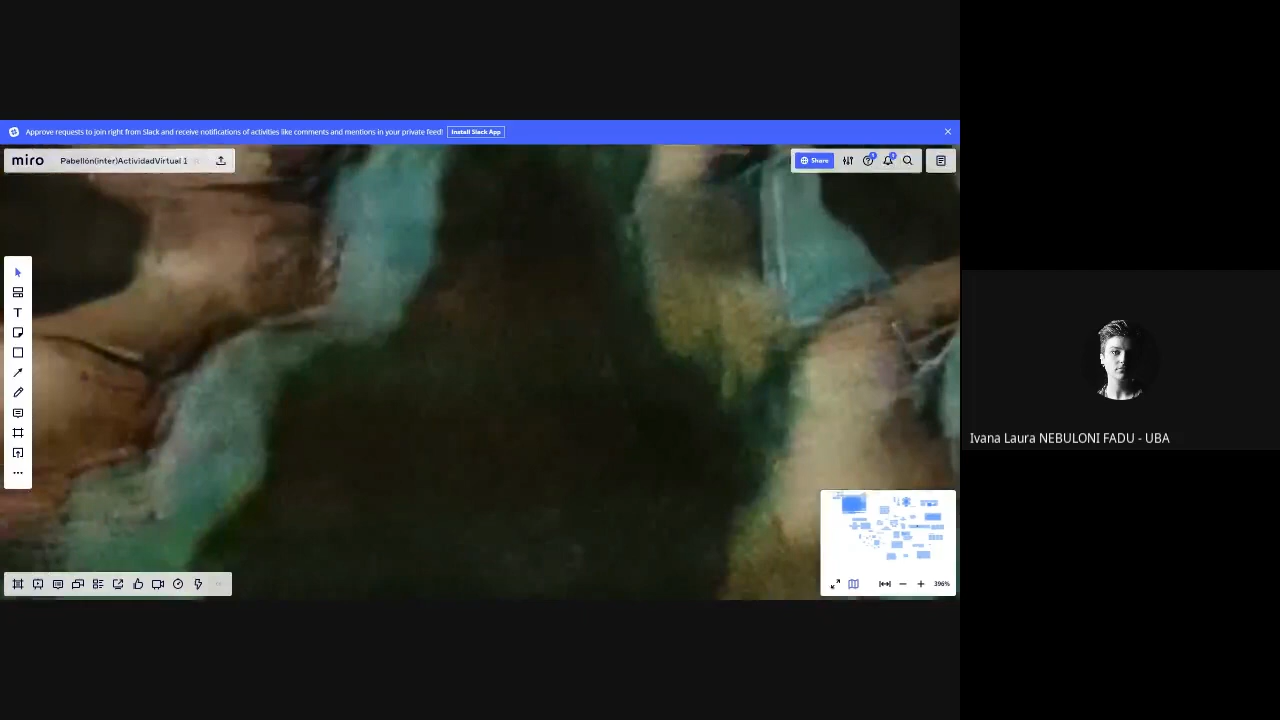 Approve requests to join right from Slack and receive notifications of activities like comments and mentions in your private feed! Install Slack App
miro Pabellón(inter)ActividadVirtual 1
Share
T
396%
Ivana Laura NEBULONI FADU - UBA